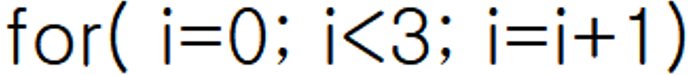 for( i=0; i<3; i=i+1)